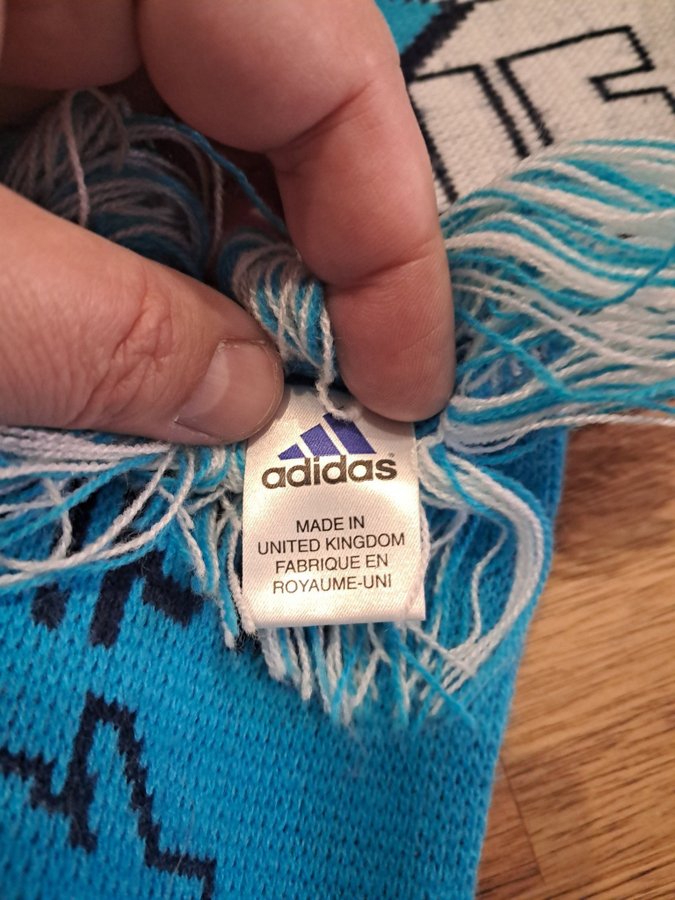 adidas
MADE IN
UNITED KINGDOM
FABRIQUE EN
ROYAUME-UNI